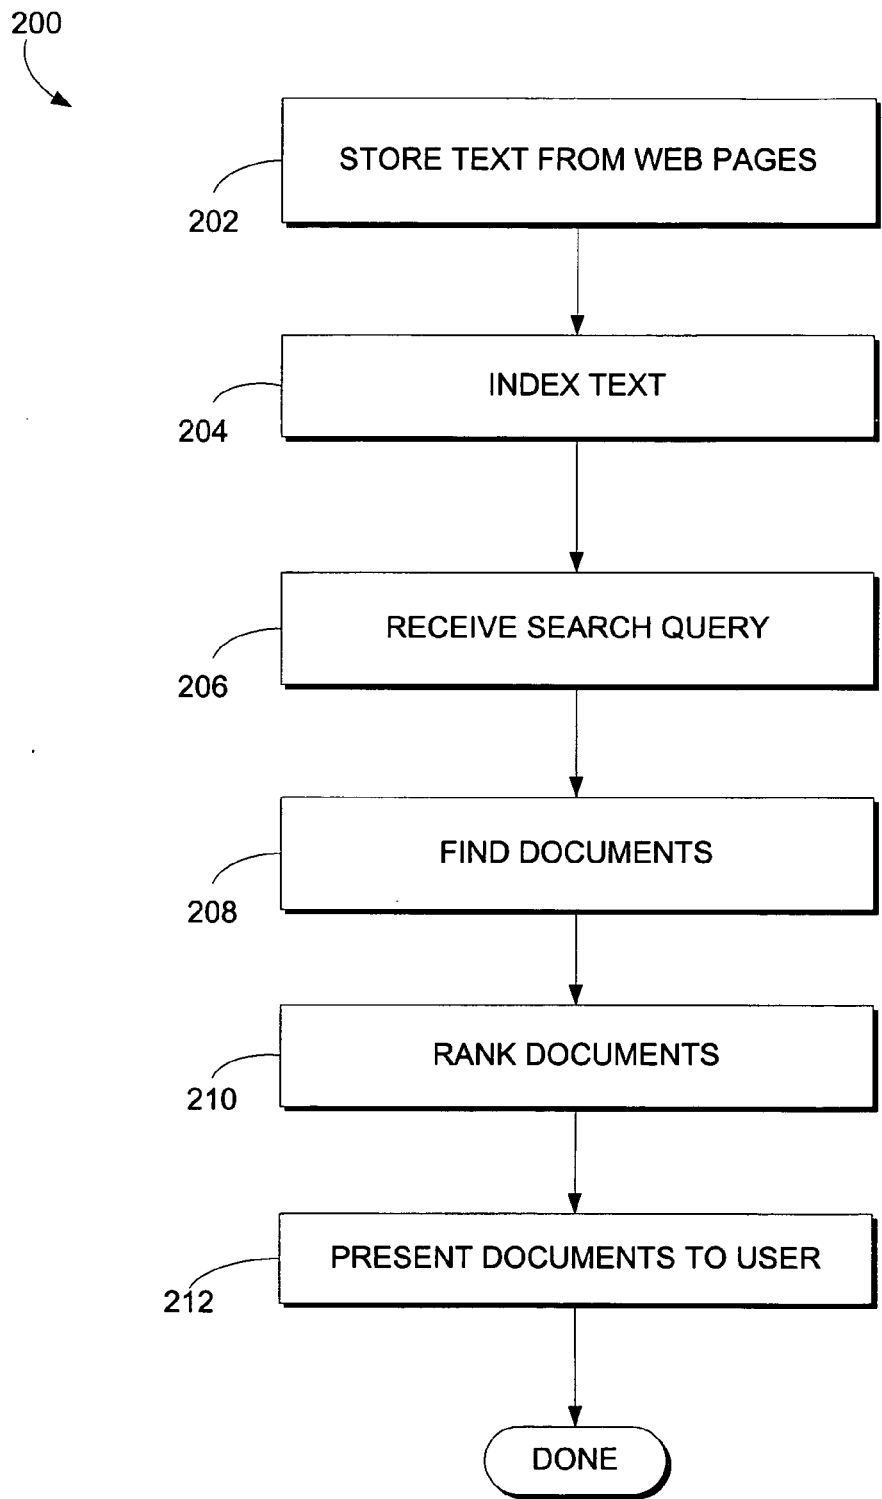 200
STORE TEXT FROM WEB PAGES
202
INDEX TEXT
204
RECEIVE SEARCH QUERY
206
FIND DOCUMENTS
208
RANK DOCUMENTS
210
PRESENT DOCUMENTS TO USER
212
DONE